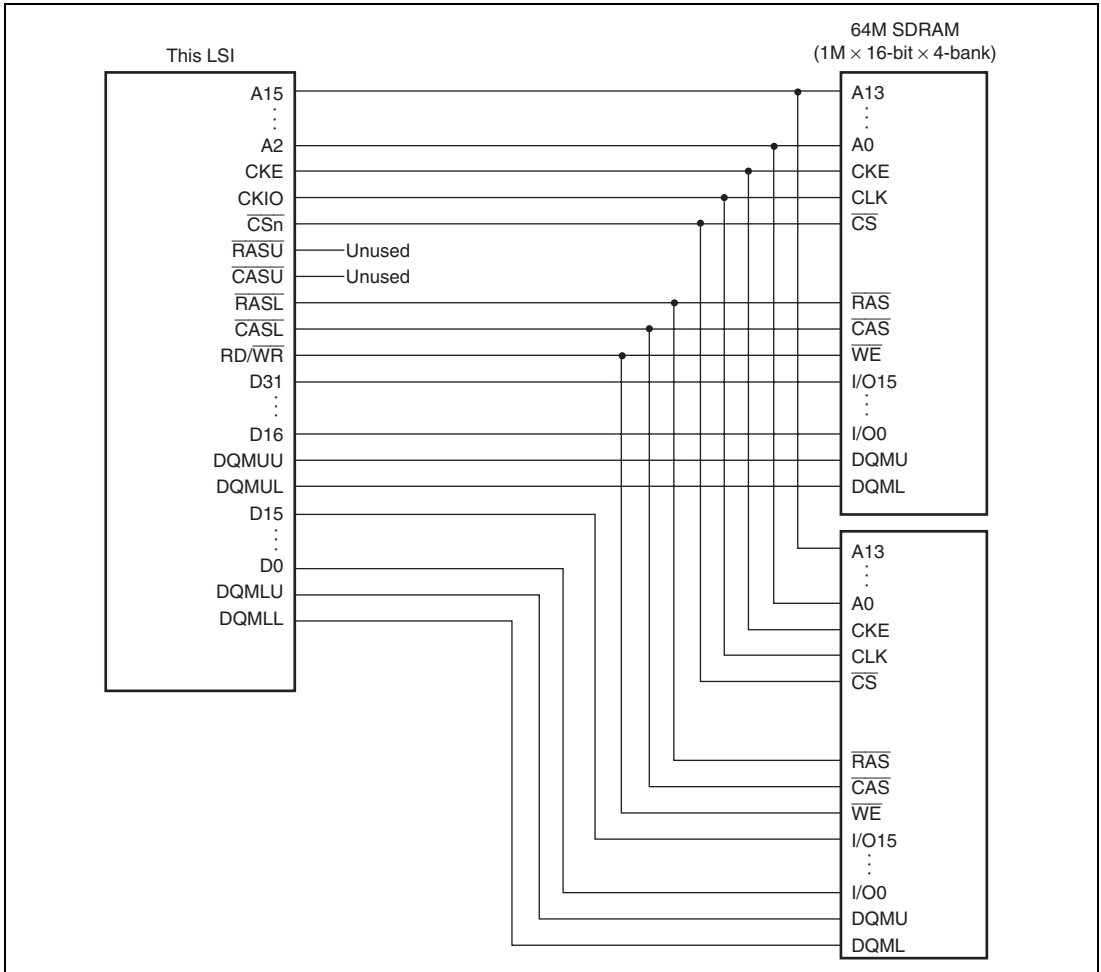 This LSI
A15
A2
CKE
CKIO
CSn
RASU
Unused
CASU
Unused
RASL
CASL
RD/WR
D31
D16
DQMUU
DQMUL
D15
D0
DQMLU
DQMLL
64M SDRAM
(1M × 16-bit × 4-bank)
A13
A0
CKE
CLK
CS
RAS
CAS
WE
I/O15
I/O0
DQMU
DQML
A13
A0
CKE
CLK
CS
RAS
CAS
WE
I/O15
I/O0
DQMU
DQML